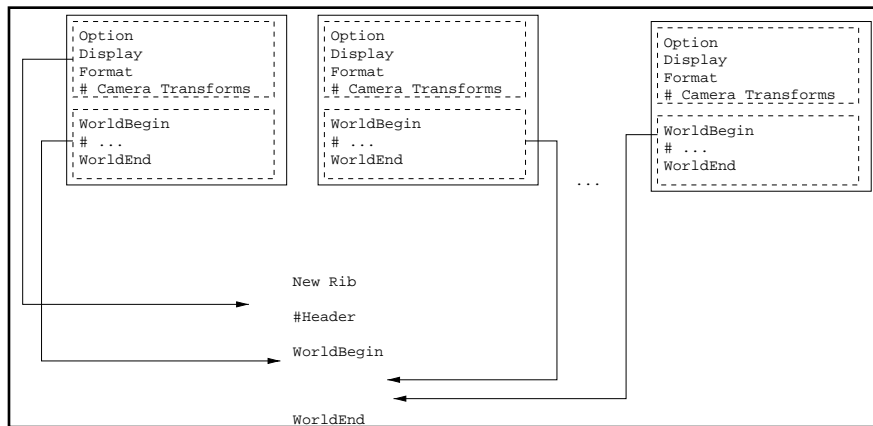 Option
Display
Format
# Camera Transforms
WorldBegin
# ...
WorldEnd
Option
Display
Format
# Camera Transforms
WorldBegin
# ...
WorldEnd
...
Option
Display
Format
# Camera Transforms
WorldBegin
# ...
WorldEnd
New Rib
#Header
WorldBegin
WorldEnd